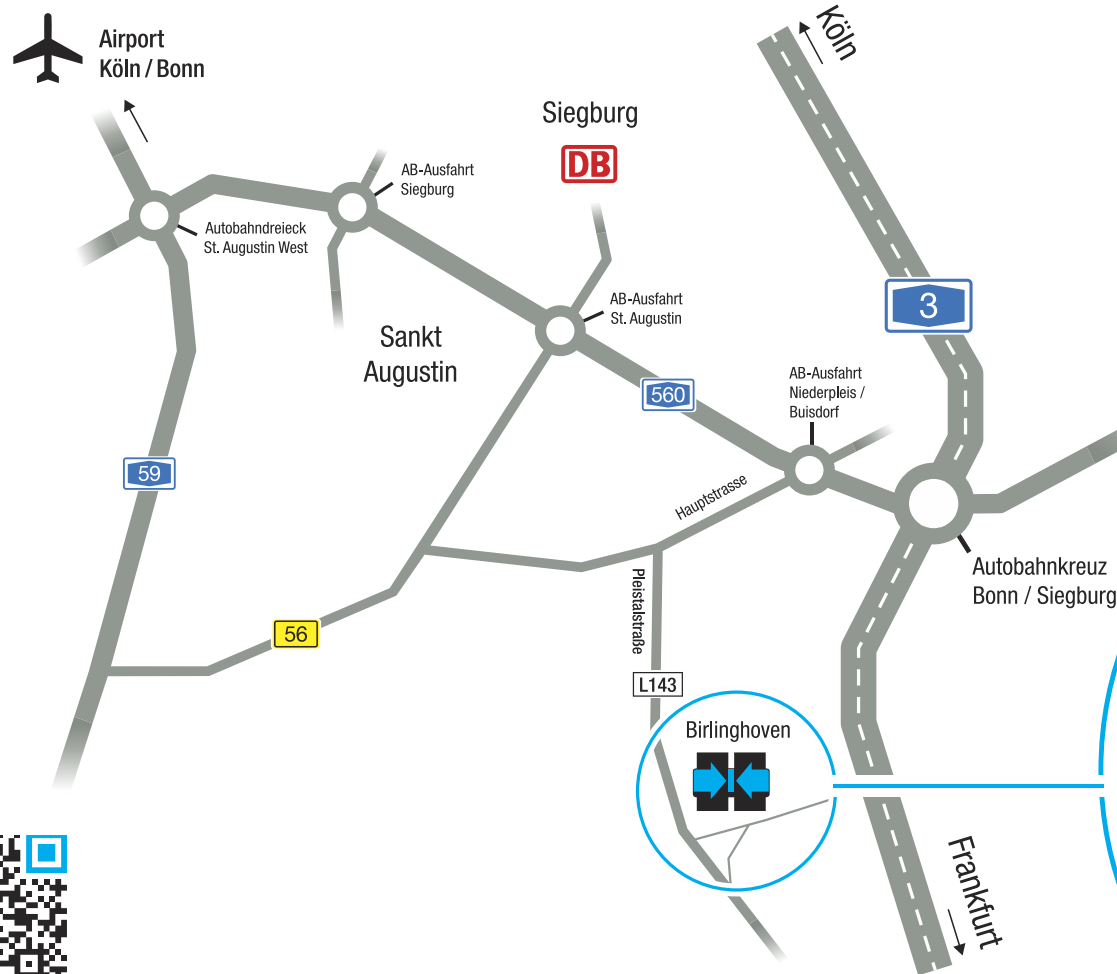 Airport
Köln / Bonn
Köln
Siegburg
DB
AB-Ausfahrt
Siegburg
Autobahndreieck
St. Augustin West
AB-Ausfahrt
St. Augustin
3
Sankt
Augustin
AB-Ausfahrt
Niederpleis /
Buisdorf
560
59
Hauptstrasse
Autobahnkreuz
Bonn / Siegburg
Pleistalstraße
56
L143
Birlinghoven
Frankfurt